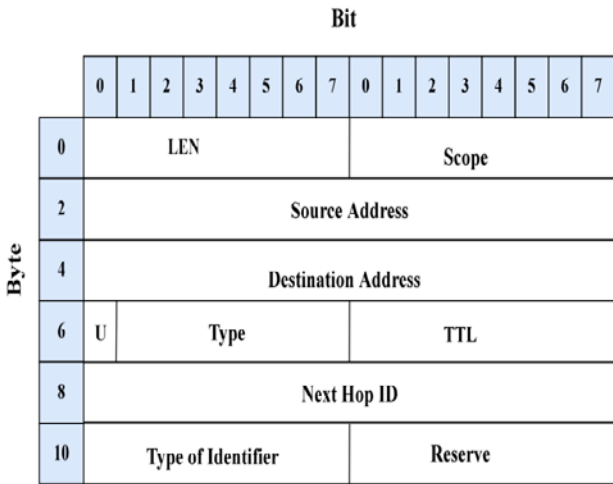 Bit
0 1 2 3 4 5 6 7 0 1 2 3 4 5 6 7
Byte
0 LEN Scope
2 Source Address
4 Destination Address
6 U Type TTL
8 Next Hop ID
10 Type of Identifier Reserve